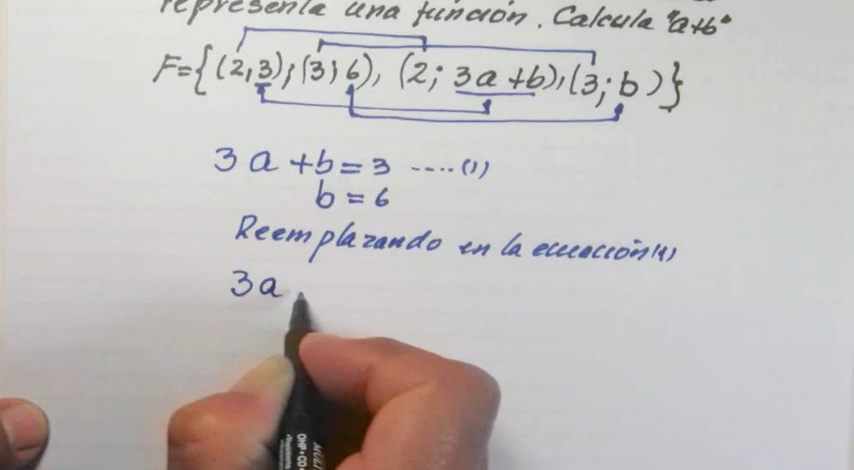 representa una función. Calcula "a+b"
F={(2,3);(3;6), (2; 3a+b),(3;b)}
3a+b=3 ....(1)
b=6
Reemplazando en la ecuación(1)
3a